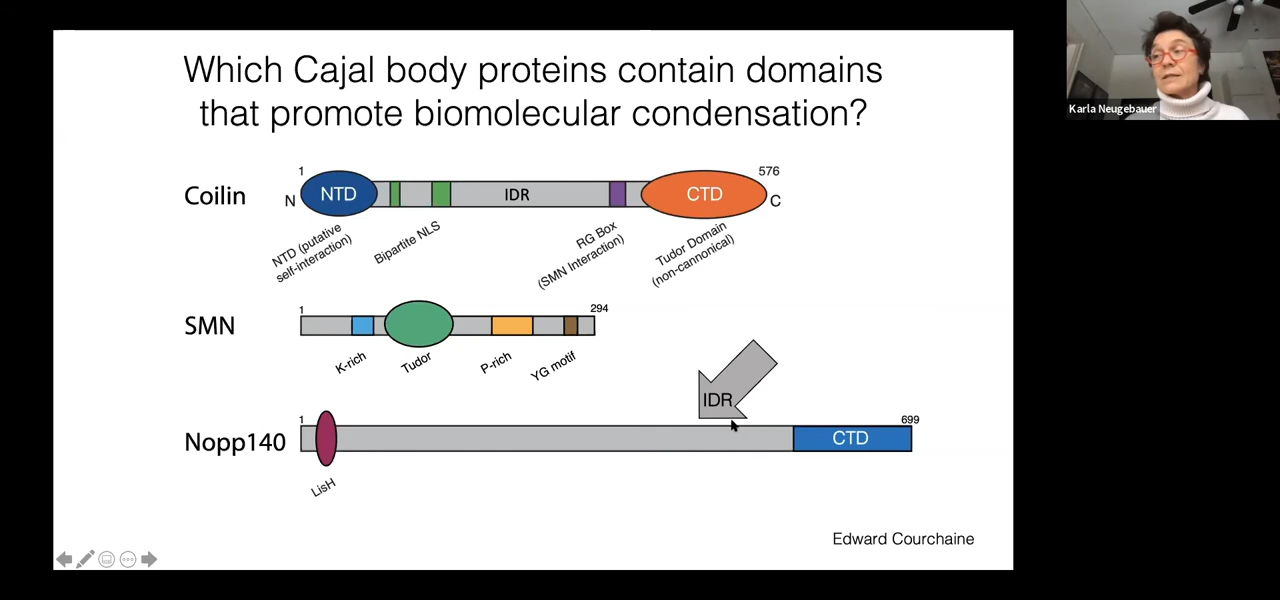 Which Cajal body proteins contain domains
that promote biomolecular condensation?
Karla Neugebauer
1
576
Coilin
N
NTD
IDR
CTD
C
NTD (putative
self-interaction)
Bipartite NLS
RG Box
(SMN Interaction)
Tudor Domain
(non-cannonical)
1
294
SMN
K-rich
Tudor
P-rich
YG motif
IDR
1
699
Nopp140
CTD
LisH
Edward Courchaine